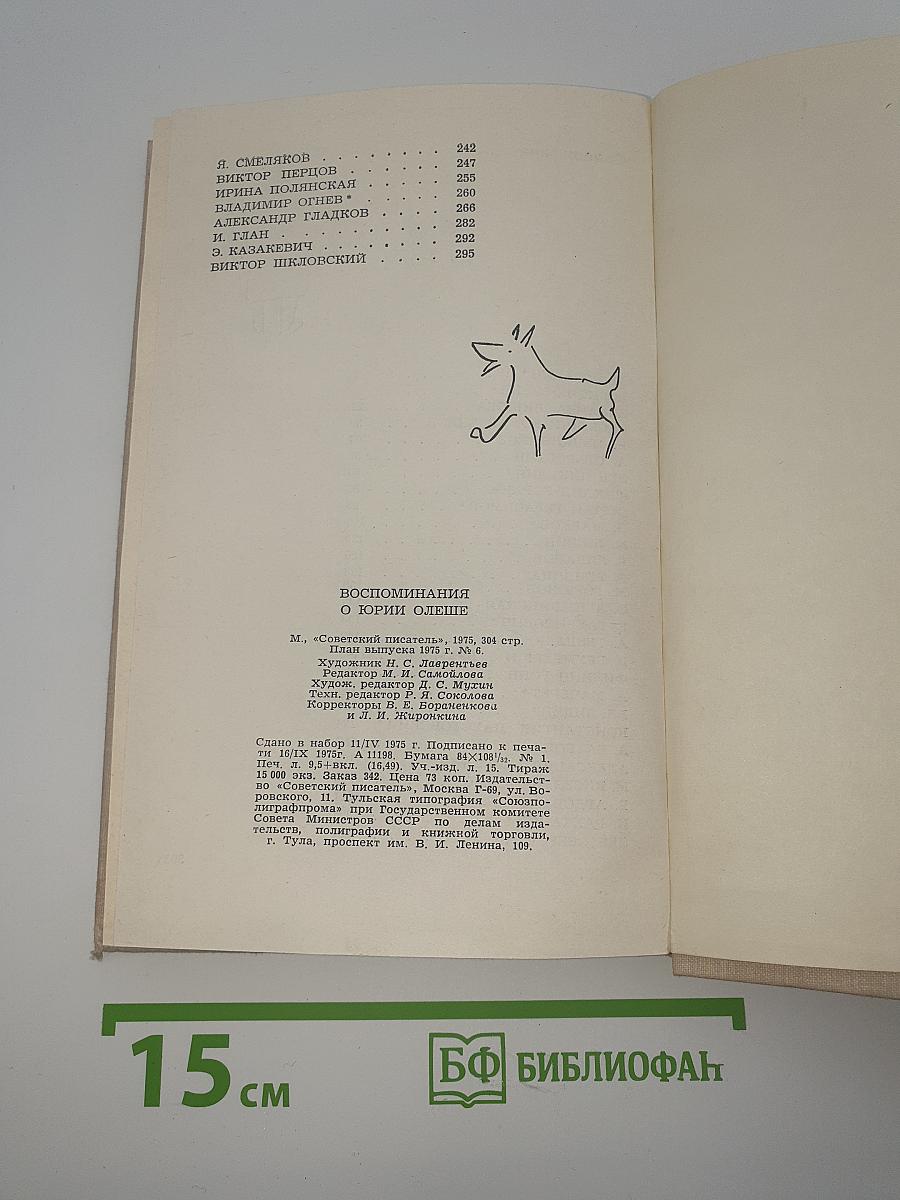 Я. СМЕЛЯКОВ . . . . . . . . 242
ВИКТОР ПЕРЦОВ . . . . . . 247
ИРИНА ПОЛЯНСКАЯ . . . . . 255
ВЛАДИМИР ОГНЕВ* . . . . . 260
АЛЕКСАНДР ГЛАДКОВ . . . . 266
И. ГЛАН . . . . . . . . . . 282
Э. КАЗАКЕВИЧ . . . . . . . 292
ВИКТОР ШКЛОВСКИЙ . . . . 295
ВОСПОМИНАНИЯ
О ЮРИИ ОЛЕШЕ
М., «Советский писатель», 1975, 304 стр.
План выпуска 1975 г. № 6.
Художник Н. С. Лаврентьев
Редактор М. И. Самойлова
Худож. редактор Д. С. Мухин
Техн. редактор Р. Я. Соколова
Корректоры В. Е. Бораненкова
и Л. И. Жиронкина
Сдано в набор 11/IV 1975 г. Подписано к печа-
ти 16/IX 1975г. А 11198. Бумага 84×108¹/₃₂. № 1.
Печ. л. 9,5+вкл. (16,49). Уч.-изд. л. 15. Тираж
15 000 экз. Заказ 342. Цена 73 коп. Издательст-
во «Советский писатель», Москва Г-69, ул. Во-
ровского, 11. Тульская типография «Союзпо-
лиграфпрома» при Государственном комитете
Совета Министров СССР по делам изда-
тельств, полиграфии и книжной торговли,
г. Тула, проспект им. В. И. Ленина, 109.
15 см
БФ БИБЛИОФАН